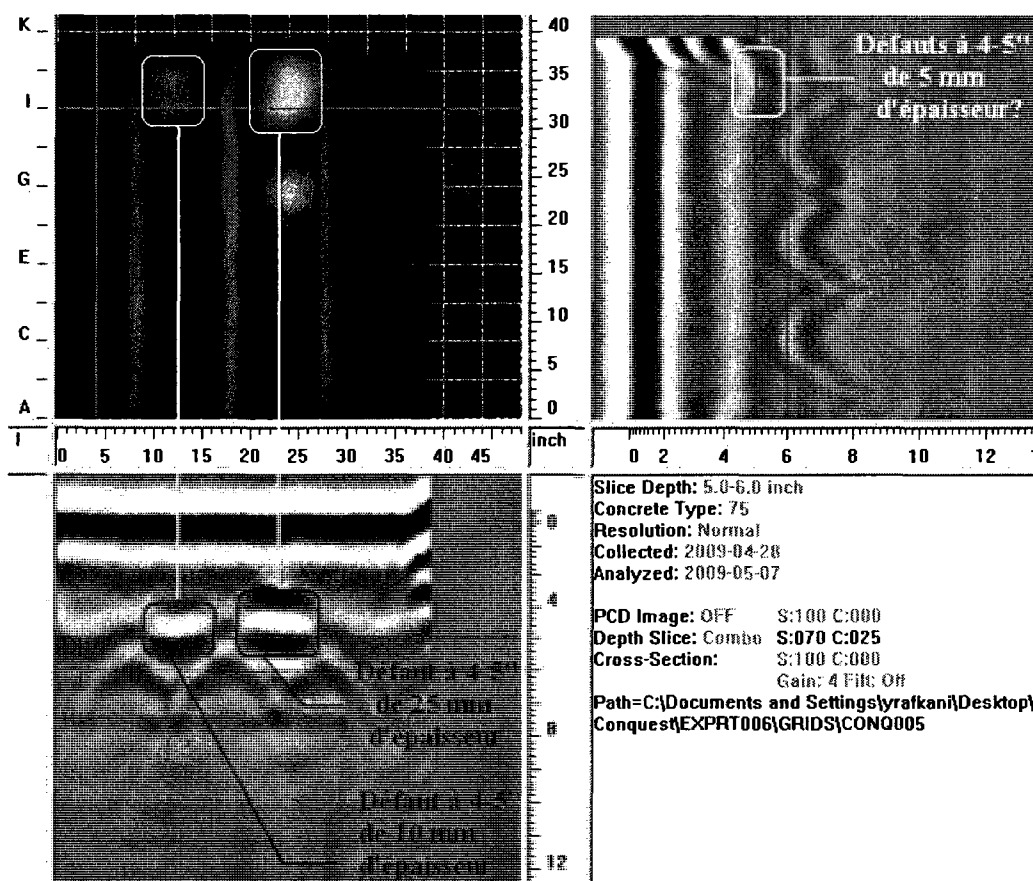 K
I
G
E
C
A
40
35
30
25
20
15
10
5
0
Défauts à 4-5"
de 5 mm
d'épaisseur?
I
0 5 10 15 20 25 30 35 40 45
inch
0 2 4 6 8 10 12
0
4
8
12
Défaut à 4-5"
de 25 mm
d'épaisseur
Défaut à 4-5"
de 10 mm
d'épaisseur
Slice Depth: 5.0-6.0 inch
Concrete Type: 75
Resolution: Normal
Collected: 2009-04-28
Analyzed: 2009-05-07
PCD Image: OFF S:100 C:000
Depth Slice: Combo S:070 C:025
Cross-Section: S:100 C:000
Gain: 4 Filt: Off
Path=C:\Documents and Settings\yrafkani\Desktop\
Conquest\EXPRT006\GRIDS\CONQ005